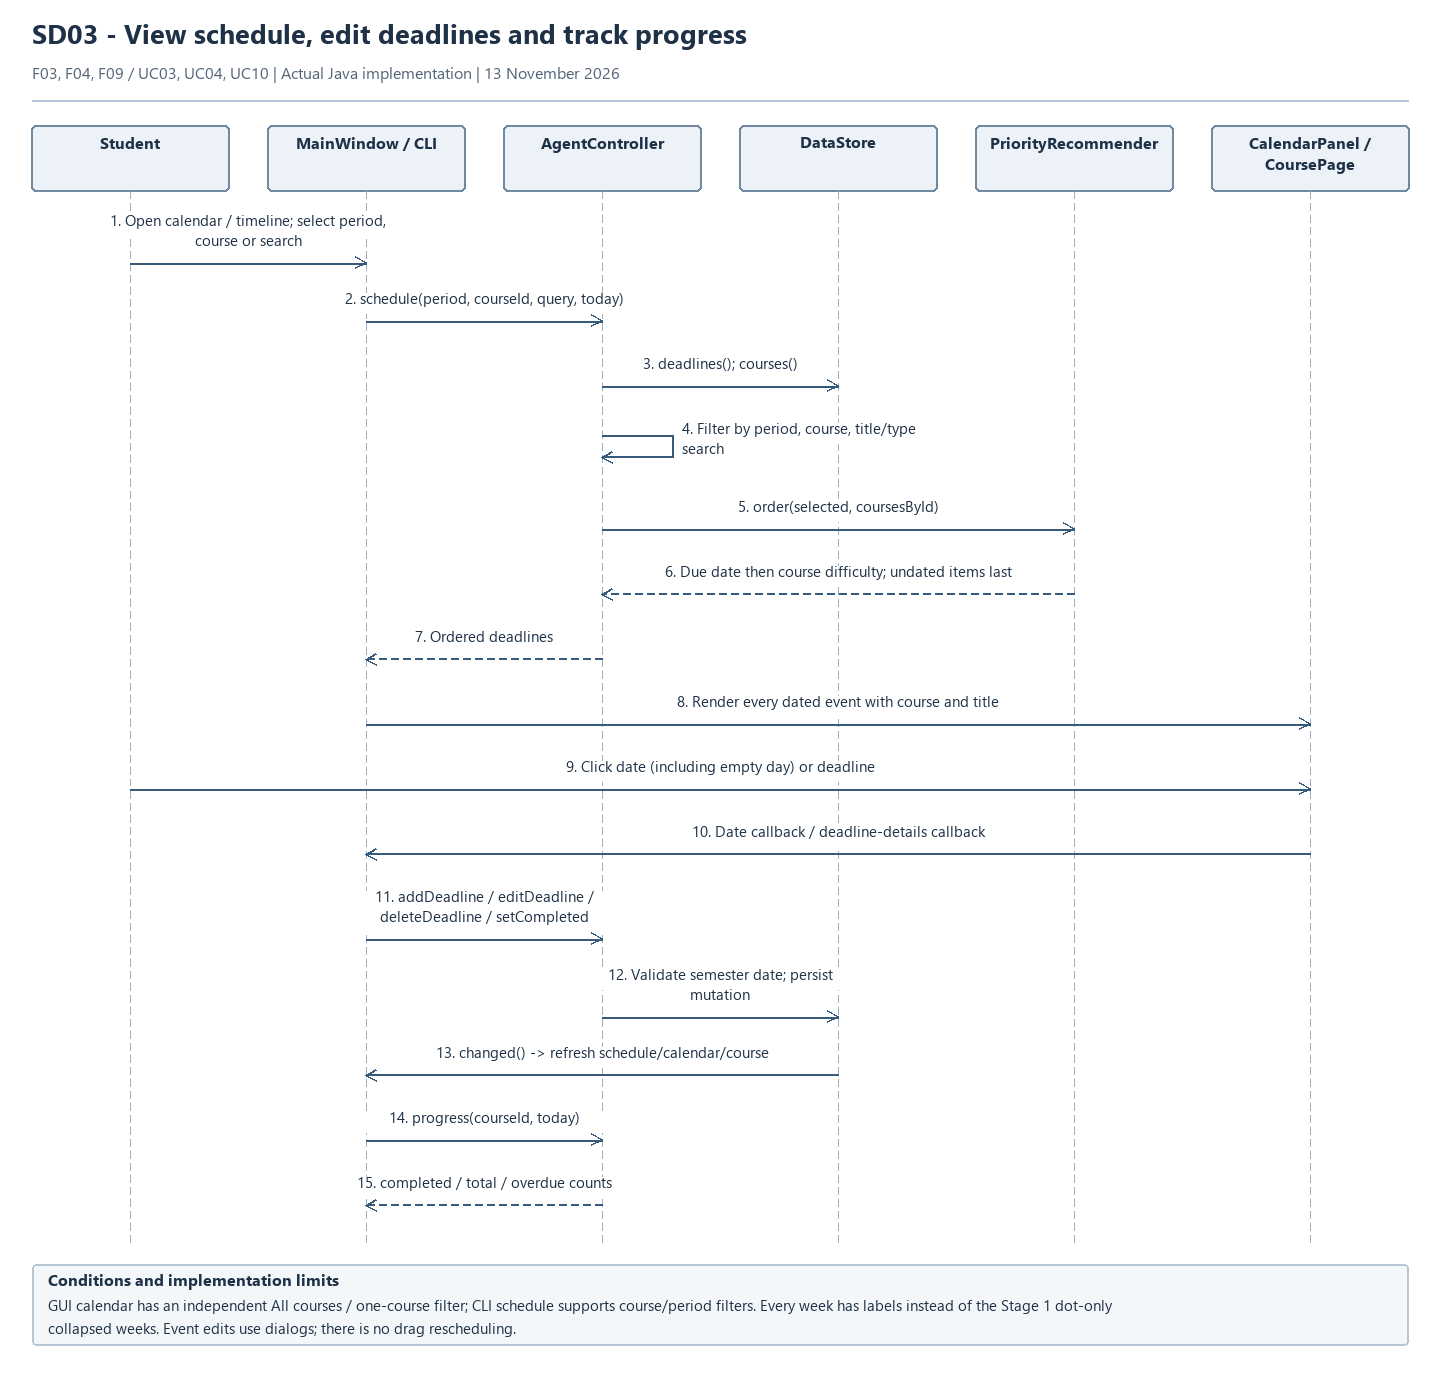 SD03 - View schedule, edit deadlines and track progress
F03, F04, F09 / UC03, UC04, UC10 | Actual Java implementation | 13 November 2026
Student
MainWindow / CLI
AgentController
DataStore
PriorityRecommender
CalendarPanel /
CoursePage
1. Open calendar / timeline; select period,
course or search
2. schedule(period, courseId, query, today)
3. deadlines(); courses()
4. Filter by period, course, title/type
search
5. order(selected, coursesById)
6. Due date then course difficulty; undated items last
7. Ordered deadlines
8. Render every dated event with course and title
9. Click date (including empty day) or deadline
10. Date callback / deadline-details callback
11. addDeadline / editDeadline /
deleteDeadline / setCompleted
12. Validate semester date; persist
mutation
13. changed() -> refresh schedule/calendar/course
14. progress(courseId, today)
15. completed / total / overdue counts
Conditions and implementation limits
GUI calendar has an independent All courses / one-course filter; CLI schedule supports course/period filters. Every week has labels instead of the Stage 1 dot-only
collapsed weeks. Event edits use dialogs; there is no drag rescheduling.